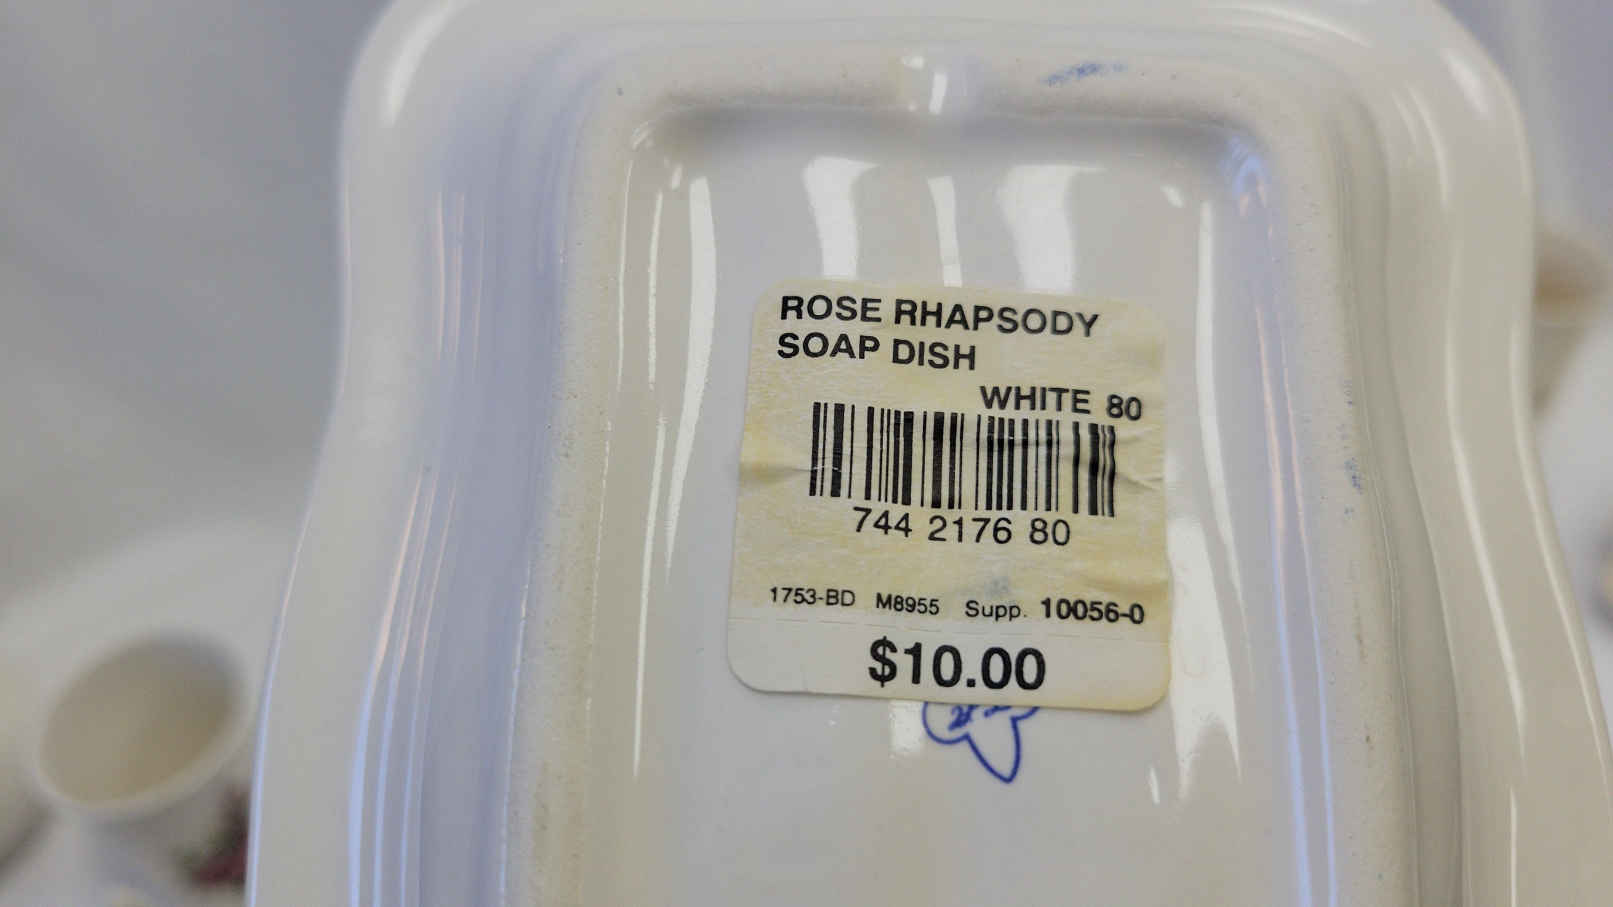 ROSE RHAPSODY
SOAP DISH
WHITE 80
744 2176 80
1753-BD M8955 Supp. 10056-0
$10.00